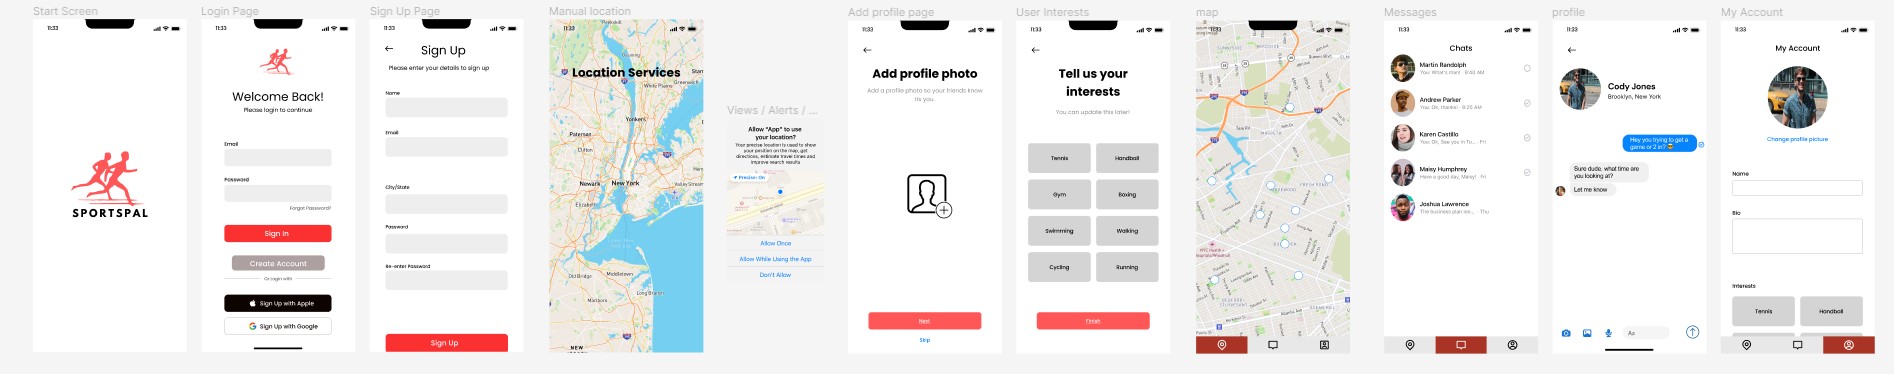 Start Screen
11:33
SPORTSPAL
Login Page
11:33
Welcome Back!
Please login to continue
Email
Password
Forgot Password?
Sign In
Create Account
Or Login with
Sign Up with Apple
Sign Up with Google
Sign Up Page
11:33
Sign Up
Please enter your details to sign up
Name
Email
City/State
Password
Re-enter Password
Sign Up
Manual location
11:33
Location Services
White Plains
Greenwich
Yonkers
Paterson
Clifton
Newark
New York
Valley Stream
Elizabeth
Old Bridge
Middletown
Long Branch
Marlboro
NEW
Views / Alerts / ...
Allow “App” to use
your location?
Your precise location is used to show
your position on the map, get
directions, estimate travel times and
improve search results
Precise: On
Allow Once
Allow While Using the App
Don't Allow
Add profile page
11:33
Add profile photo
Add a profile photo so your friends know
its you.
Next
Skip
User Interests
11:33
Tell us your
interests
You can update this later!
Tennis
Handball
Gym
Boxing
Swimming
Walking
Cycling
Running
Finish
map
11:33
Messages
11:33
Chats
Martin Randolph
You: What's man! · 9:40 AM
Andrew Parker
You: Ok, thanks! · 9:25 AM
Karen Castillo
You: Ok, See you in To... · Fri
Maisy Humphrey
Have a good day, Maisy! · Fri
Joshua Lawrence
The business plan loo... · Thu
profile
11:33
Cody Jones
Brooklyn, New York
Hey you trying to get a
game or 2 in? 😎
Sure dude, what time are
you looking at?
Let me know
Aa
My Account
11:33
My Account
Change profile picture
Name
Bio
Interests
Tennis
Handball